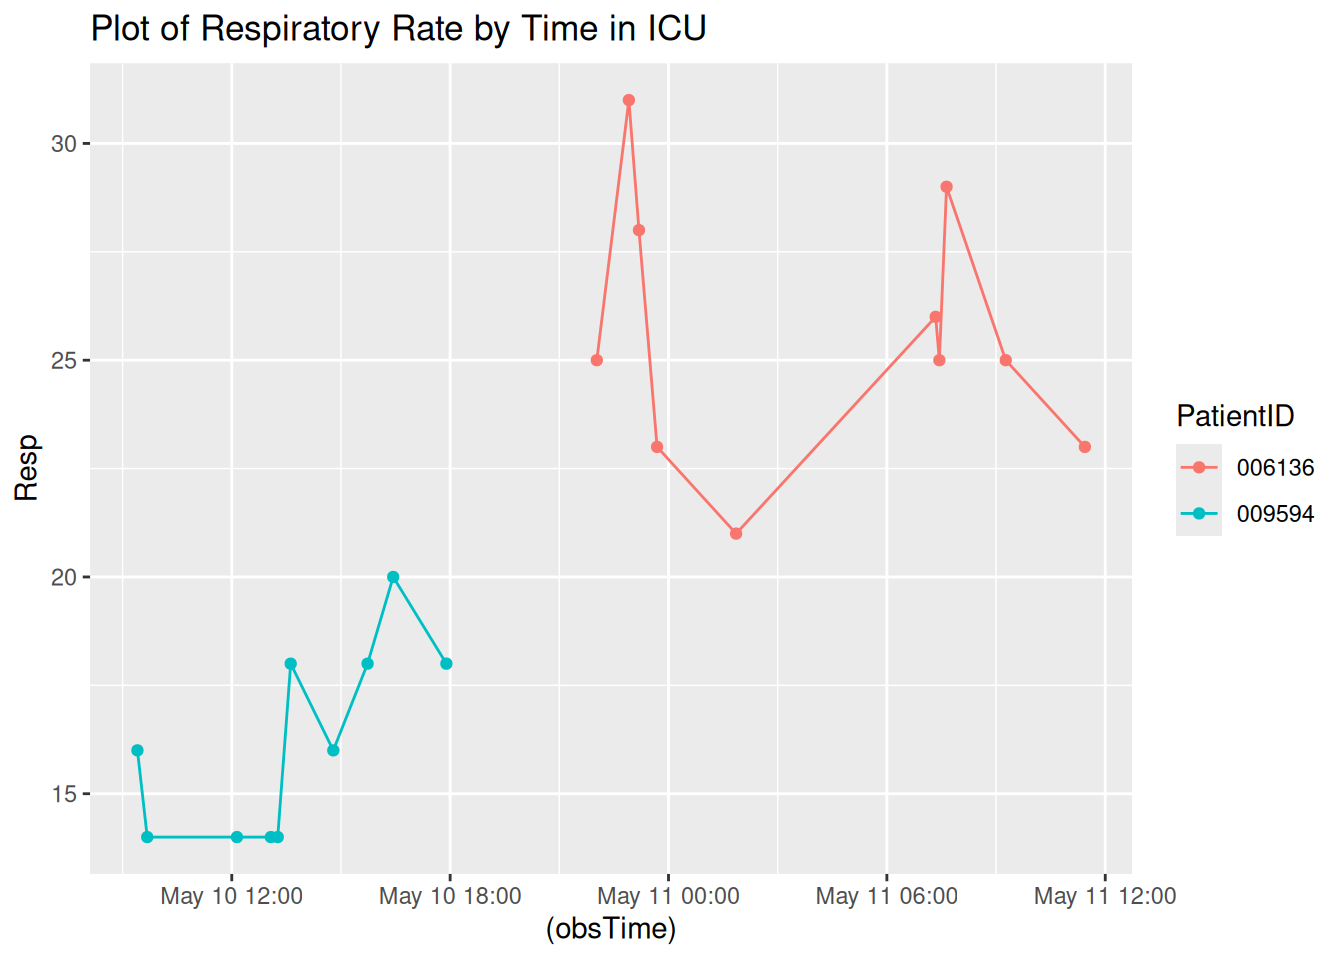 Plot of Respiratory Rate by Time in ICU
30
25
20
15
Resp
May 10 12:00
May 10 18:00
May 11 00:00
May 11 06:00
May 11 12:00
(obsTime)
PatientID
006136
009594